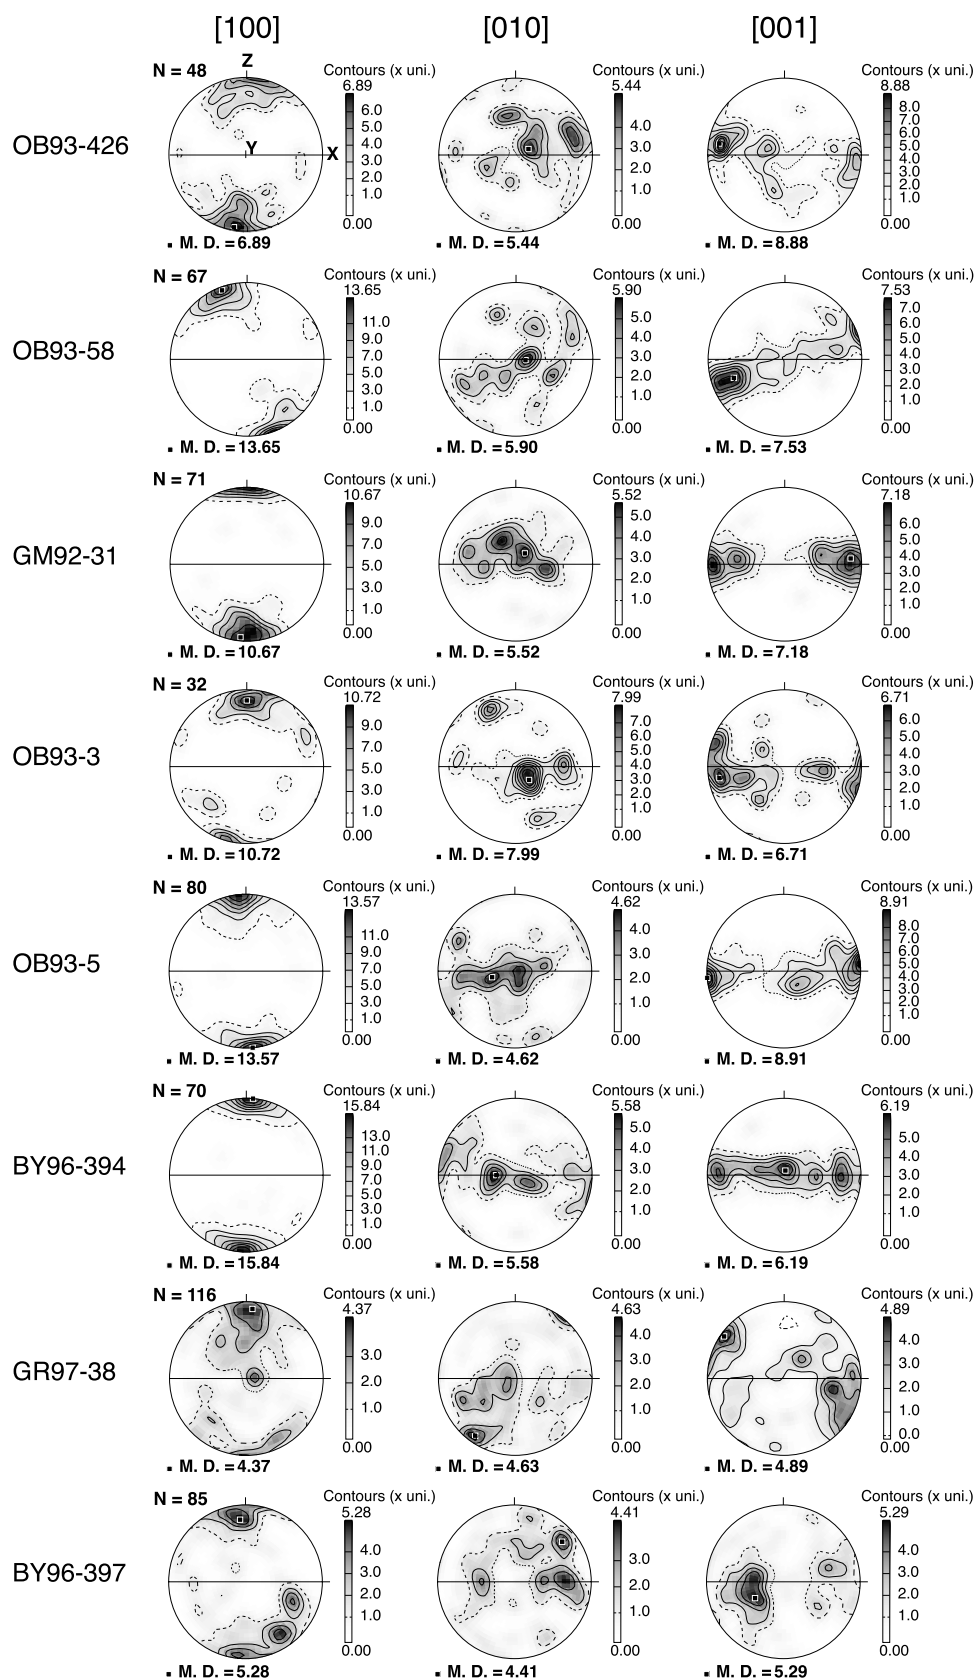 [100] [010] [001]
N = 48 Z Contours (x uni.) Contours (x uni.) Contours (x uni.)
6.89 5.44 8.88
6.0 8.0
5.0 4.0 7.0
OB93-426 Y X 4.0 3.0 6.0
3.0 2.0 5.0
2.0 1.0 4.0
1.0 3.0
2.0
1.0
0.00 0.00 0.00
M. D. = 6.89 M. D. = 5.44 M. D. = 8.88
N = 67 Contours (x uni.) Contours (x uni.) Contours (x uni.)
13.65 5.90 7.53
11.0 5.0 7.0
OB93-58 9.0 4.0 6.0
7.0 3.0 5.0
5.0 2.0 4.0
3.0 1.0 3.0
1.0 2.0
1.0
0.00 0.00 0.00
M. D. = 13.65 M. D. = 5.90 M. D. = 7.53
N = 71 Contours (x uni.) Contours (x uni.) Contours (x uni.)
10.67 5.52 7.18
9.0 5.0 6.0
GM92-31 7.0 4.0 5.0
5.0 3.0 4.0
3.0 2.0 3.0
1.0 1.0 2.0
1.0
0.00 0.00 0.00
M. D. = 10.67 M. D. = 5.52 M. D. = 7.18
N = 32 Contours (x uni.) Contours (x uni.) Contours (x uni.)
10.72 7.99 6.71
9.0 7.0 6.0
OB93-3 7.0 6.0 5.0
5.0 5.0 4.0
3.0 4.0 3.0
1.0 3.0 2.0
2.0 1.0
1.0
0.00 0.00 0.00
M. D. = 10.72 M. D. = 7.99 M. D. = 6.71
N = 80 Contours (x uni.) Contours (x uni.) Contours (x uni.)
13.57 4.62 8.91
11.0 4.0 8.0
OB93-5 9.0 3.0 7.0
7.0 2.0 6.0
5.0 1.0 5.0
3.0 4.0
1.0 3.0
2.0
1.0
0.00 0.00 0.00
M. D. = 13.57 M. D. = 4.62 M. D. = 8.91
N = 70 Contours (x uni.) Contours (x uni.) Contours (x uni.)
15.84 5.58 6.19
13.0 5.0 5.0
BY96-394 11.0 4.0 4.0
9.0 3.0 3.0
7.0 2.0 2.0
5.0 1.0 1.0
3.0
1.0
0.00 0.00 0.00
M. D. = 15.84 M. D. = 5.58 M. D. = 6.19
N = 116 Contours (x uni.) Contours (x uni.) Contours (x uni.)
4.37 4.63 4.89
3.0 4.0 4.0
GR97-38 2.0 3.0 3.0
1.0 2.0 2.0
1.0 1.0
0.0
0.00 0.00 0.00
M. D. = 4.37 M. D. = 4.63 M. D. = 4.89
N = 85 Contours (x uni.) Contours (x uni.) Contours (x uni.)
5.28 4.41 5.29
4.0 3.0 4.0
BY96-397 3.0 2.0 3.0
2.0 1.0 2.0
1.0 1.0
0.00 0.00 0.00
M. D. = 5.28 M. D. = 4.41 M. D. = 5.29